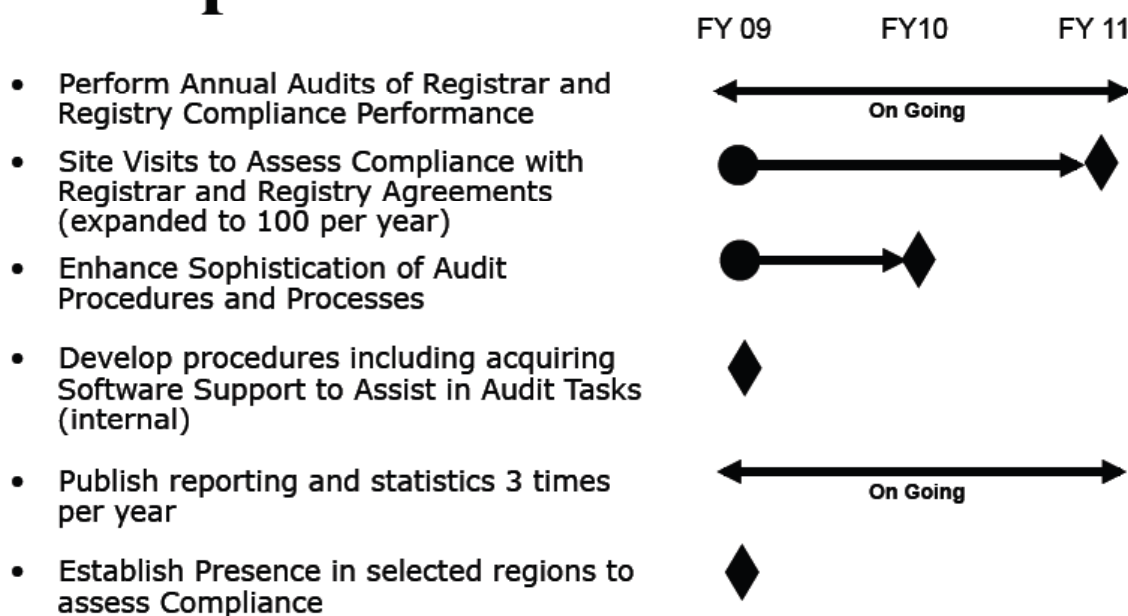 FY 09 FY10 FY 11
• Perform Annual Audits of Registrar and
Registry Compliance Performance
On Going
• Site Visits to Assess Compliance with
Registrar and Registry Agreements
(expanded to 100 per year)
• Enhance Sophistication of Audit
Procedures and Processes
• Develop procedures including acquiring
Software Support to Assist in Audit Tasks
(internal)
• Publish reporting and statistics 3 times
per year
On Going
• Establish Presence in selected regions to
assess Compliance